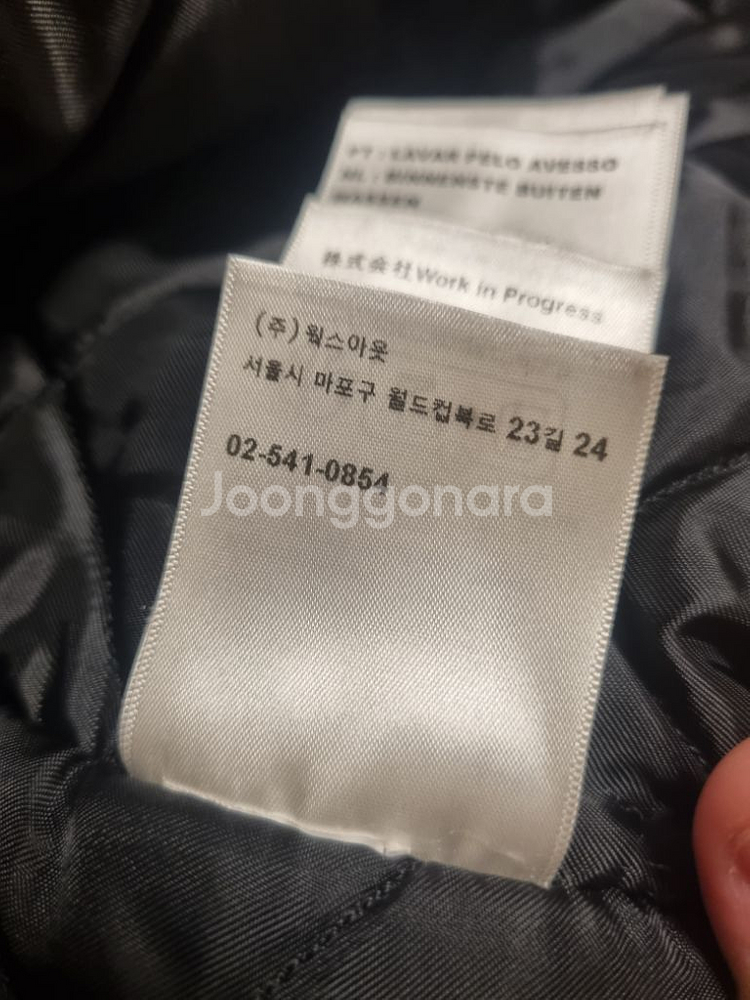 PT : LAVAR PELO AVESSO
NL : BINNENSTE BUITEN
WASSEN
株式会社Work in Progress
(주)웍스아웃
서울시 마포구 월드컵북로 23길 24
02-541-0854
Joonggonara